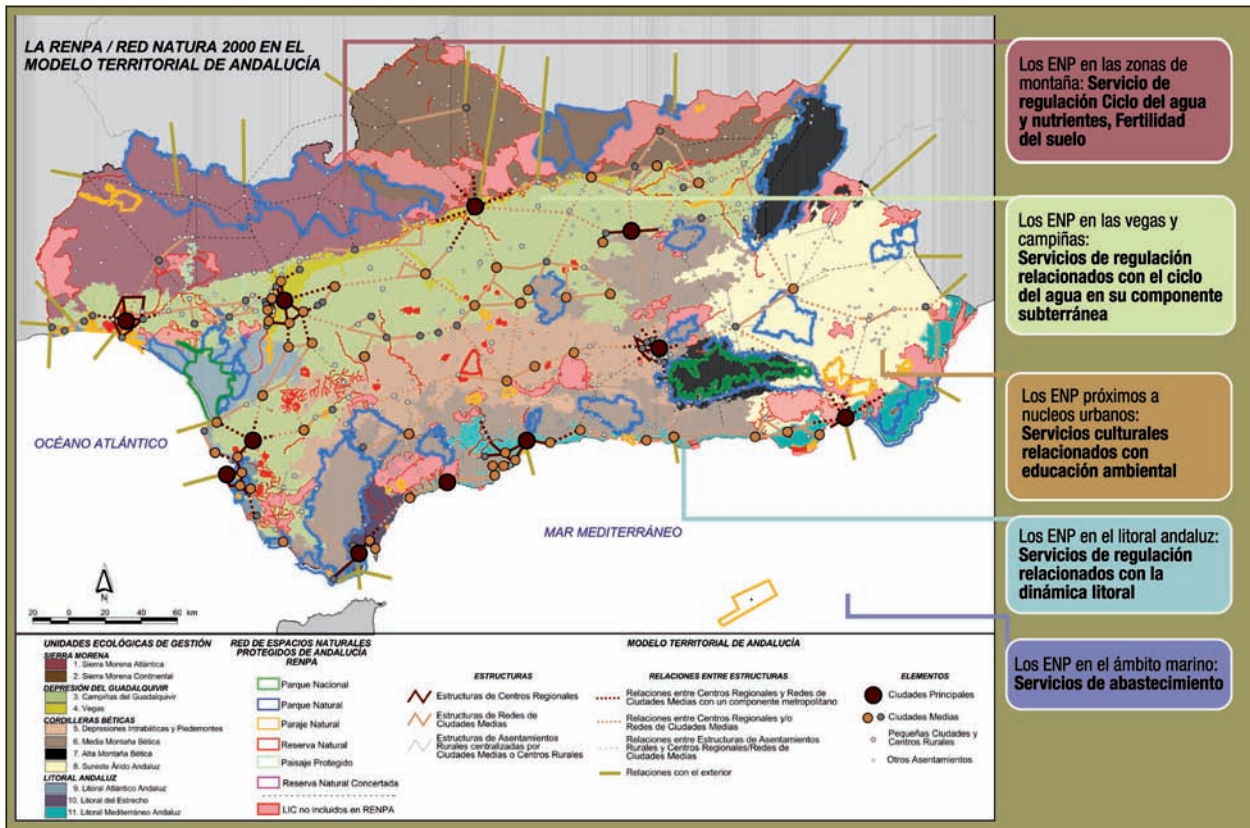 LA RENPA / RED NATURA 2000 EN EL
MODELO TERRITORIAL DE ANDALUCÍA
OCÉANO ATLÁNTICO
MAR MEDITERRÁNEO
N
20 0 20 40 60 km
Los ENP en las zonas de
montaña: Servicio de
regulación Ciclo del agua
y nutrientes, Fertilidad
del suelo
Los ENP en las vegas y
campiñas:
Servicios de regulación
relacionados con el ciclo
del agua en su componente
subterránea
Los ENP próximos a
nucleos urbanos:
Servicios culturales
relacionados con
educación ambiental
Los ENP en el litoral andaluz:
Servicios de regulación
relacionados con la
dinámica litoral
Los ENP en el ámbito marino:
Servicios de abastecimiento
UNIDADES ECOLÓGICAS DE GESTIÓN
SIERRA MORENA
1. Sierra Morena Atlántica
2. Sierra Morena Continental
DEPRESIÓN DEL GUADALQUIVIR
3. Campiñas del Guadalquivir
4. Vegas
CORDILLERAS BÉTICAS
5. Depresiones Intrabéticas y Piedemontes
6. Media Montaña Bética
7. Alta Montaña Bética
8. Sureste Árido Andaluz
LITORAL ANDALUZ
9. Litoral Atlántico Andaluz
10. Litoral del Estrecho
11. Litoral Mediterráneo Andaluz
RED DE ESPACIOS NATURALES
PROTEGIDOS DE ANDALUCÍA
RENPA
Parque Nacional
Parque Natural
Paraje Natural
Reserva Natural
Paisaje Protegido
Reserva Natural Concertada
LIC no incluidos en RENPA
MODELO TERRITORIAL DE ANDALUCÍA
ESTRUCTURAS
Estructuras de Centros Regionales
Estructuras de Redes de
Ciudades Medias
Estructuras de Asentamientos
Rurales centralizadas por
Ciudades Medias o Centros Rurales
RELACIONES ENTRE ESTRUCTURAS
Relaciones entre Centros Regionales y Redes de
Ciudades Medias con un componente metropolitano
Relaciones entre Centros Regionales y/o
Redes de Ciudades Medias
Relaciones entre Estructuras de Asentamientos
Rurales y Centros Regionales/Redes de
Ciudades Medias
Relaciones con el exterior
ELEMENTOS
Ciudades Principales
Ciudades Medias
Pequeñas Ciudades y
Centros Rurales
Otros Asentamientos